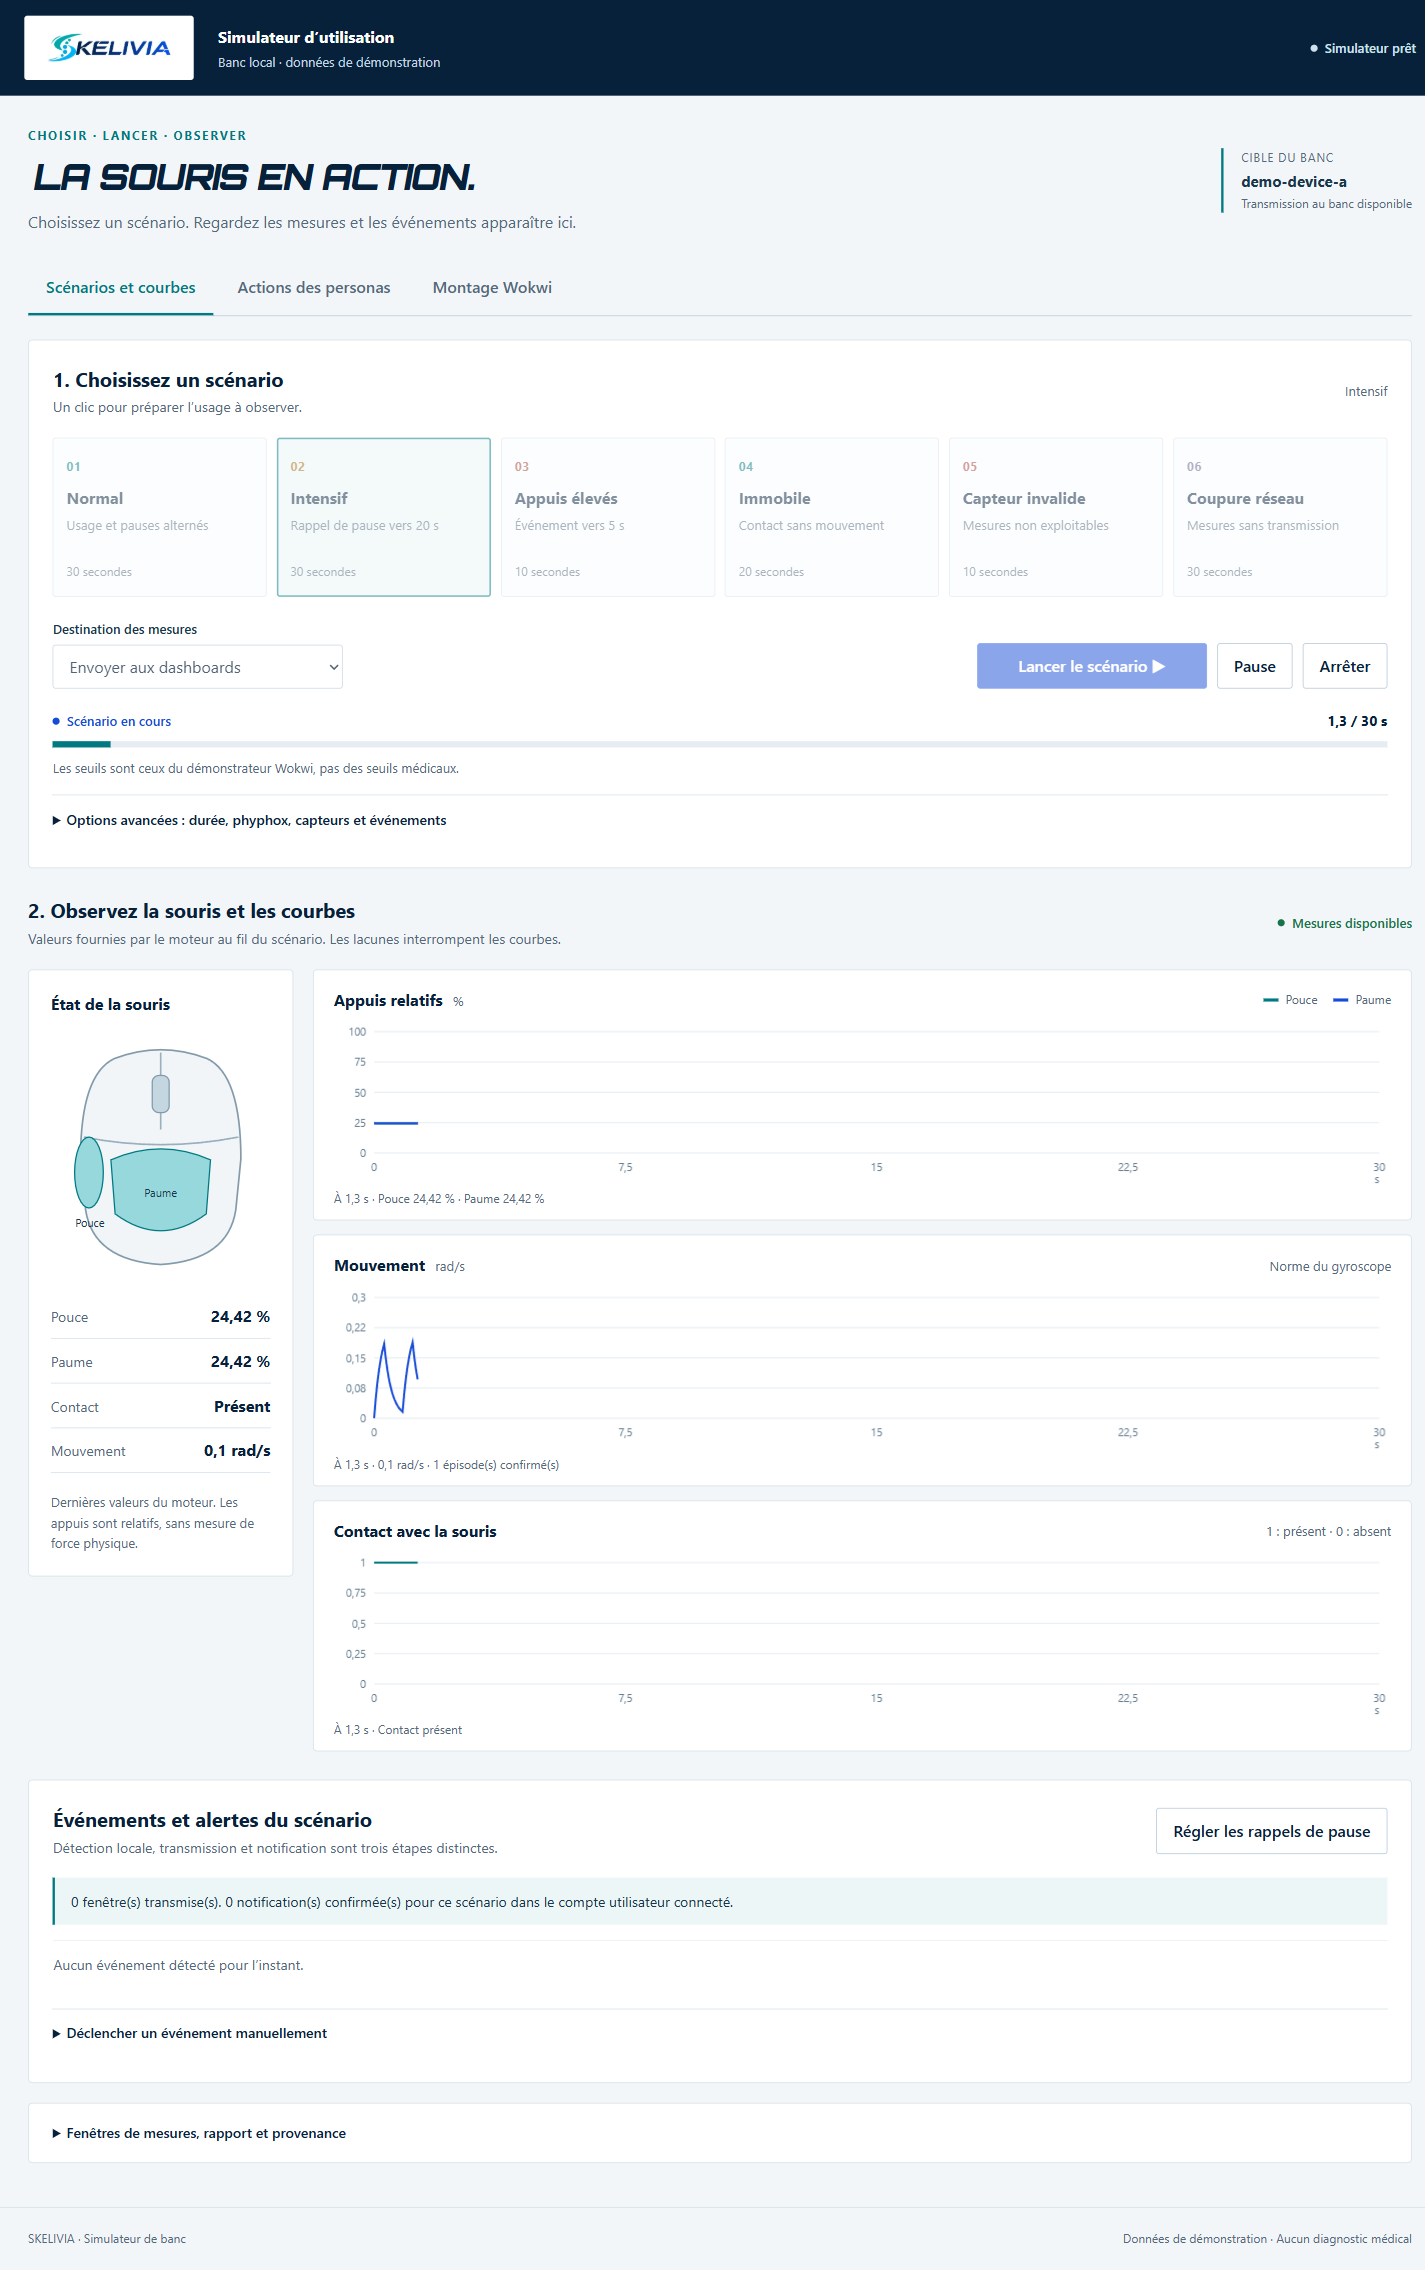 SKELIVIA
Simulateur d’utilisation
Banc local · données de démonstration
Simulateur prêt
CHOISIR · LANCER · OBSERVER
LA SOURIS EN ACTION.
Choisissez un scénario. Regardez les mesures et les événements apparaître ici.
CIBLE DU BANC
demo-device-a
Transmission au banc disponible
Scénarios et courbes
Actions des personas
Montage Wokwi
1. Choisissez un scénario
Un clic pour préparer l’usage à observer.
Intensif
01
Normal
Usage et pauses alternés
30 secondes
02
Intensif
Rappel de pause vers 20 s
30 secondes
03
Appuis élevés
Événement vers 5 s
10 secondes
04
Immobile
Contact sans mouvement
20 secondes
05
Capteur invalide
Mesures non exploitables
10 secondes
06
Coupure réseau
Mesures sans transmission
30 secondes
Destination des mesures
Envoyer aux dashboards
Lancer le scénario ▶
Pause
Arrêter
Scénario en cours
1,3 / 30 s
Les seuils sont ceux du démonstrateur Wokwi, pas des seuils médicaux.
▶ Options avancées : durée, phyphox, capteurs et événements
2. Observez la souris et les courbes
Valeurs fournies par le moteur au fil du scénario. Les lacunes interrompent les courbes.
Mesures disponibles
État de la souris
Paume
Pouce
Pouce 24,42 %
Paume 24,42 %
Contact Présent
Mouvement 0,1 rad/s
Dernières valeurs du moteur. Les
appuis sont relatifs, sans mesure de
force physique.
Appuis relatifs %
Pouce Paume
100
75
50
25
0
0 7,5 15 22,5 30
s
À 1,3 s · Pouce 24,42 % · Paume 24,42 %
Mouvement rad/s
Norme du gyroscope
0,3
0,22
0,15
0,08
0
0 7,5 15 22,5 30
s
À 1,3 s · 0,1 rad/s · 1 épisode(s) confirmé(s)
Contact avec la souris
1 : présent · 0 : absent
1
0,75
0,5
0,25
0
0 7,5 15 22,5 30
s
À 1,3 s · Contact présent
Événements et alertes du scénario
Détection locale, transmission et notification sont trois étapes distinctes.
Régler les rappels de pause
0 fenêtre(s) transmise(s). 0 notification(s) confirmée(s) pour ce scénario dans le compte utilisateur connecté.
Aucun événement détecté pour l’instant.
▶ Déclencher un événement manuellement
▶ Fenêtres de mesures, rapport et provenance
SKELIVIA · Simulateur de banc
Données de démonstration · Aucun diagnostic médical